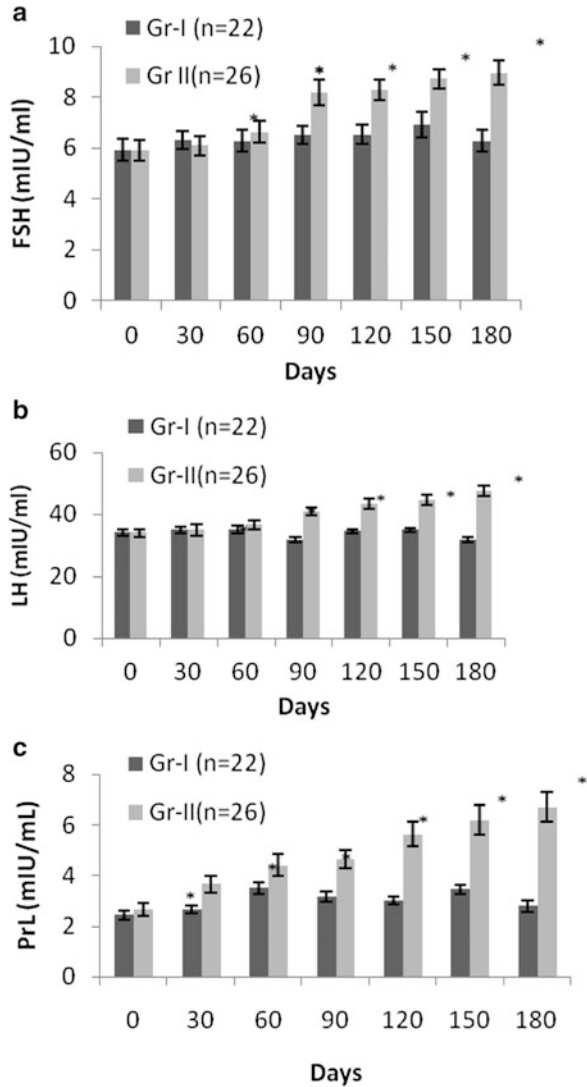 a
Gr-I (n=22)
Gr II(n=26)
FSH (mIU/ml)
10
8
6
4
2
0
* * * * *
0 30 60 90 120 150 180
Days
b
Gr-I (n=22)
Gr-II(n=26)
LH (mIU/ml)
60
40
20
0
* * *
0 30 60 90 120 150 180
Days
c
Gr-I (n=22)
Gr-II(n=26)
PrL (mIU/mL)
8
6
4
2
0
* * * * * *
0 30 60 90 120 150 180
Days